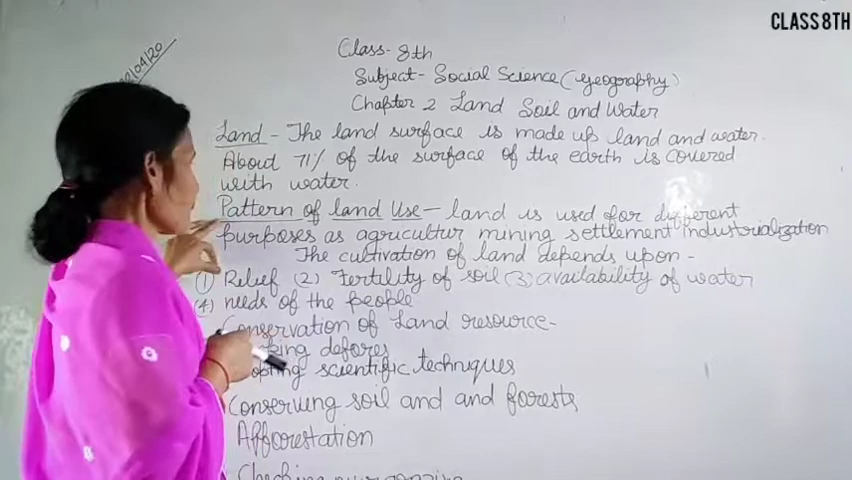 CLASS 8TH
/04/20
Class- 8th
Subject- Social Science (Geography)
Chapter 2 Land Soil and Water
Land - The land surface is made up land and water.
About 71% of the surface of the earth is covered
with water.
Pattern of land Use - land is used for different
purposes as agricultur mining settlement industrialization
The cultivation of land depends upon -
(1) Relief (2) Fertility of soil (3) availability of water
(4) needs of the people
Conservation of Land resource-
scientific techniques
Conserving soil and and forests
Afforestation